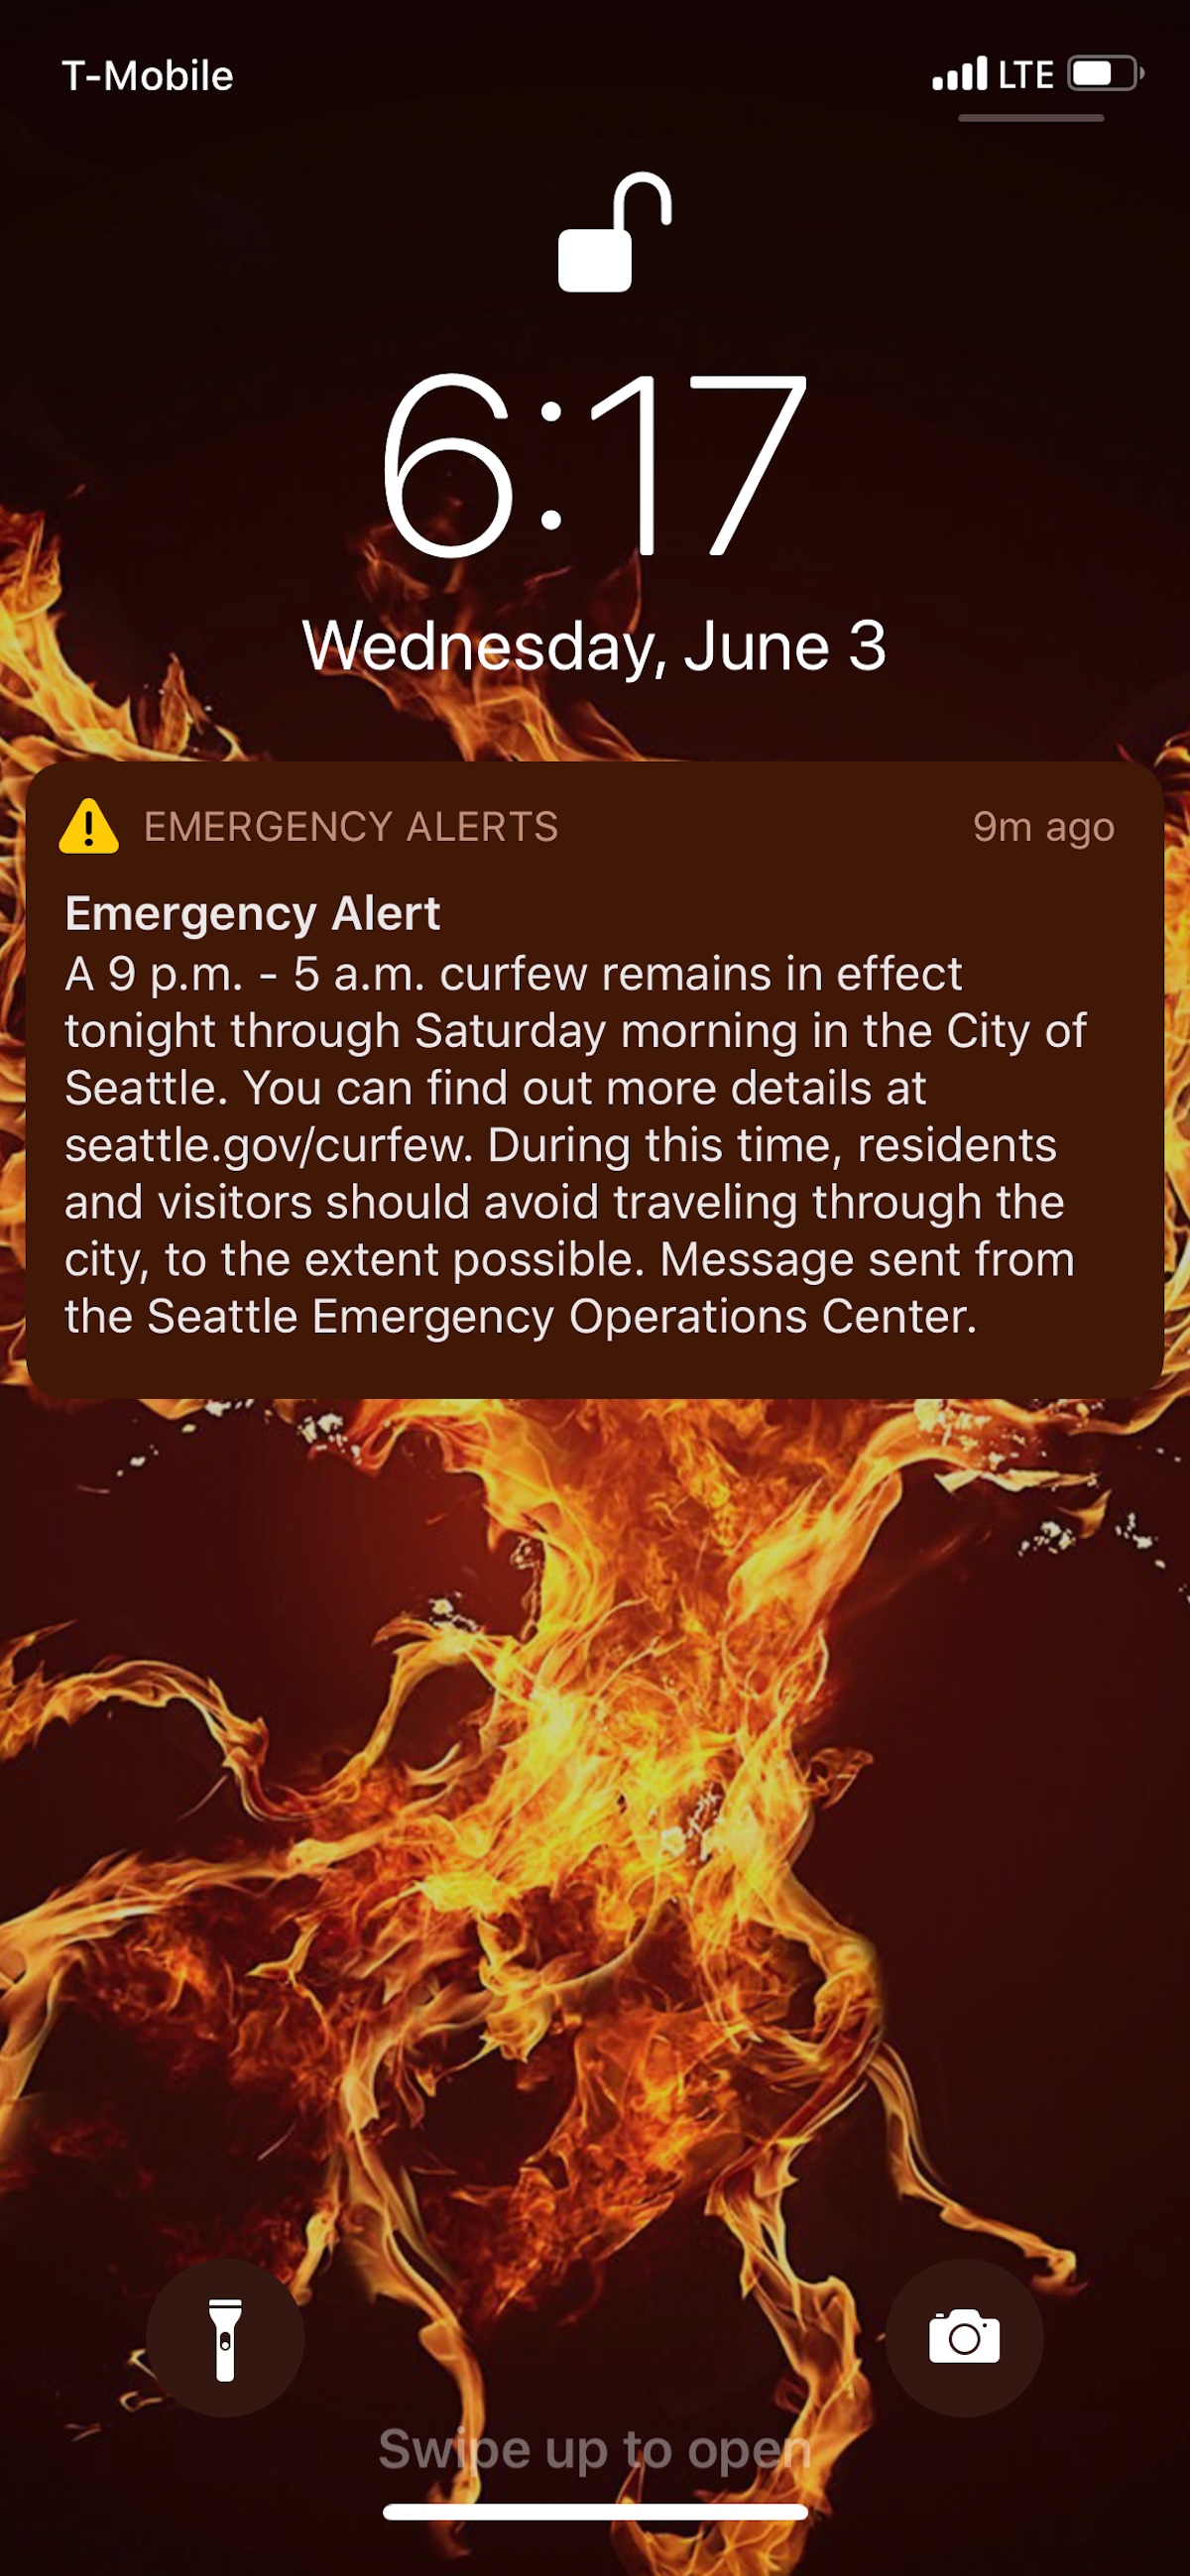 T-Mobile LTE
6:17
Wednesday, June 3
EMERGENCY ALERTS 9m ago
Emergency Alert
A 9 p.m. - 5 a.m. curfew remains in effect
tonight through Saturday morning in the City of
Seattle. You can find out more details at
seattle.gov/curfew. During this time, residents
and visitors should avoid traveling through the
city, to the extent possible. Message sent from
the Seattle Emergency Operations Center.
Swipe up to open